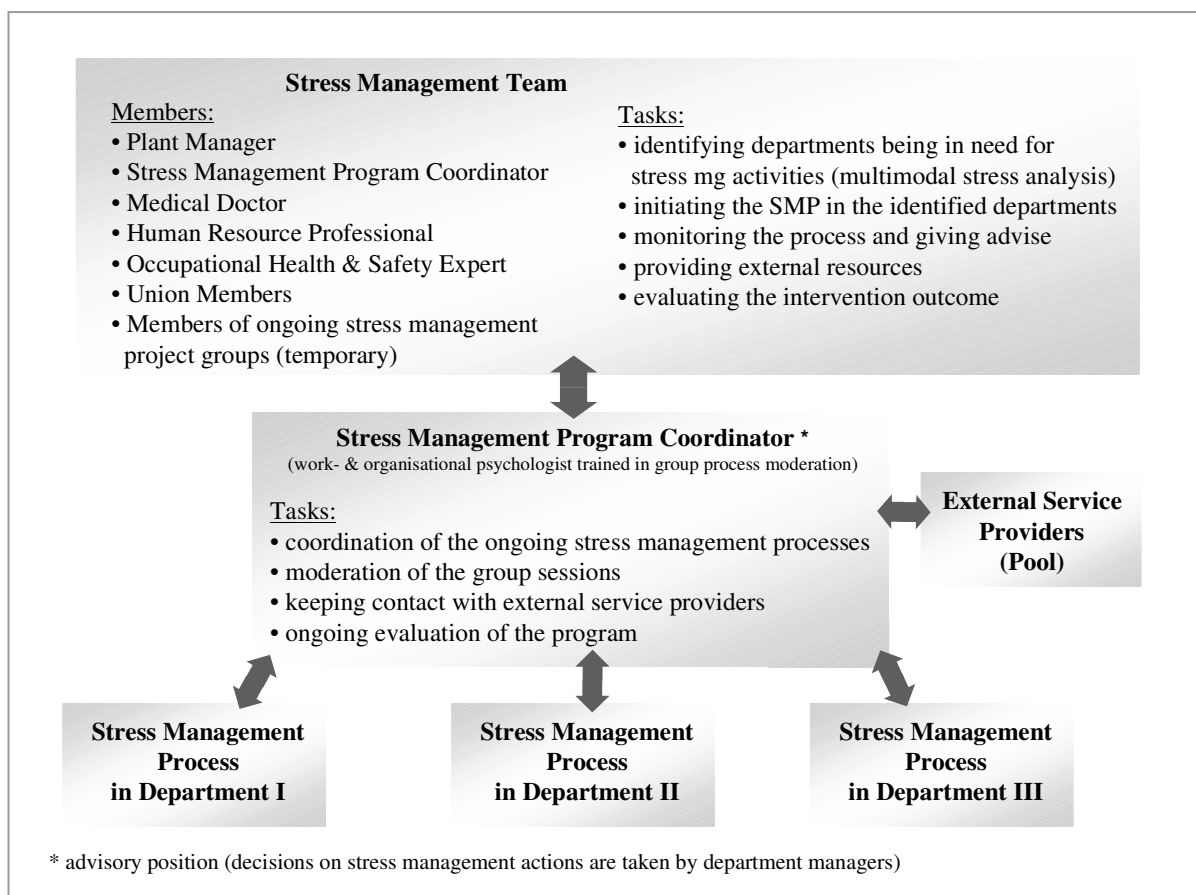 Stress Management Team
Members:
• Plant Manager
• Stress Management Program Coordinator
• Medical Doctor
• Human Resource Professional
• Occupational Health & Safety Expert
• Union Members
• Members of ongoing stress management
project groups (temporary)
Tasks:
• identifying departments being in need for
stress mg activities (multimodal stress analysis)
• initiating the SMP in the identified departments
• monitoring the process and giving advise
• providing external resources
• evaluating the intervention outcome
Stress Management Program Coordinator *
(work- & organisational psychologist trained in group process moderation)
Tasks:
• coordination of the ongoing stress management processes
• moderation of the group sessions
• keeping contact with external service providers
• ongoing evaluation of the program
External Service
Providers
(Pool)
Stress Management
Process
in Department I
Stress Management
Process
in Department II
Stress Management
Process
in Department III
* advisory position (decisions on stress management actions are taken by department managers)